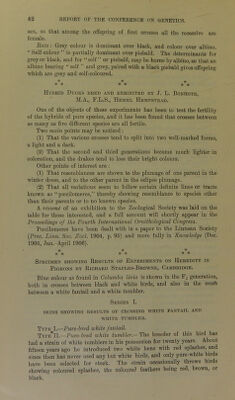 42 REPORT OF THE CONFERENCE ON GENETICS.
sex, so that among the offspring of first crosses all the recessive are
female.
Rats: Grey colour is dominant over black, and colour over albino.
"Self colour" is partially dominant over piebald. The determinants for
grey or black, and for "self" or piebald, may be borne by albino, so that an
albino bearing "self" and grey, paired with a black piebald gives offspring
which are grey and self-coloured.
HYBRID DUCKS BRED AND EXHIBITED BY J. L. BONHOTE,
M.A., F.L.S., HEMEL HEMPSTEAD.
One of the objects of these experiments has been to test the fertility
of the hybrids of pure species, and it has been found that crosses between
as many as five different species are all fertile.
Two main points may be noticed:
(1) That the various crosses tend to split into two well-marked forms,
a light and a dark.
(2) That the second and third generations become much lighter in
coloration, and the drakes tend to lose their bright colours.
Other points of interest are:
(1) That resemblances are shown to the plumage of one parent in the
winter dress, and to the other parent in the eclipse plumage.
(2) That all variations seem to follow certain definite lines or tracts
known as "pœcilomeres," thereby showing resemblances to species other
than their parents or to no known species.
A résumé of an exhibition to the Zoological Society was laid on the
table for those interested, and a full account will shortly appear in the
Proceedings of the Fourth International Ornithological Congress.
Pœcilomeres have been dealt with in a paper to the Linnean Society
(Proc. Linn. Soc. Zool. 1904, p. 95) and more fully in Knowledge (Dec.
1905, Jan.–April 1906).
SPECIMENS SHOWING RESULTS OF EXPERIMENTS ON HEREDITY IN
PIGEONS BY RICHARD STAPLES-BROWNE, CAMBRIDGE.
Blue colour as found in Columba livia is shown in the F2 generation,
both in crosses between black and white birds, and also in the cross
between a white fantail and a white tumbler.
SERIES I.
SKINS SHOWING RESULTS OF CROSSING WHITE FANTAIL AND
WHITE TUMBLER.
Type I.—Pure-bred white fantail.
Type II.—Pure-bred white tumbler.—The breeder of this bird has
had a strain of white tumblers in his possession for twenty years. About
fifteen years ago he introduced two white hens with red splashes, and
since then has never used any but white birds, and only pure-white birds
have been selected for stock. The strain occasionally throws birds
showing coloured splashes, the coloured feathers being red, brown, or
black.